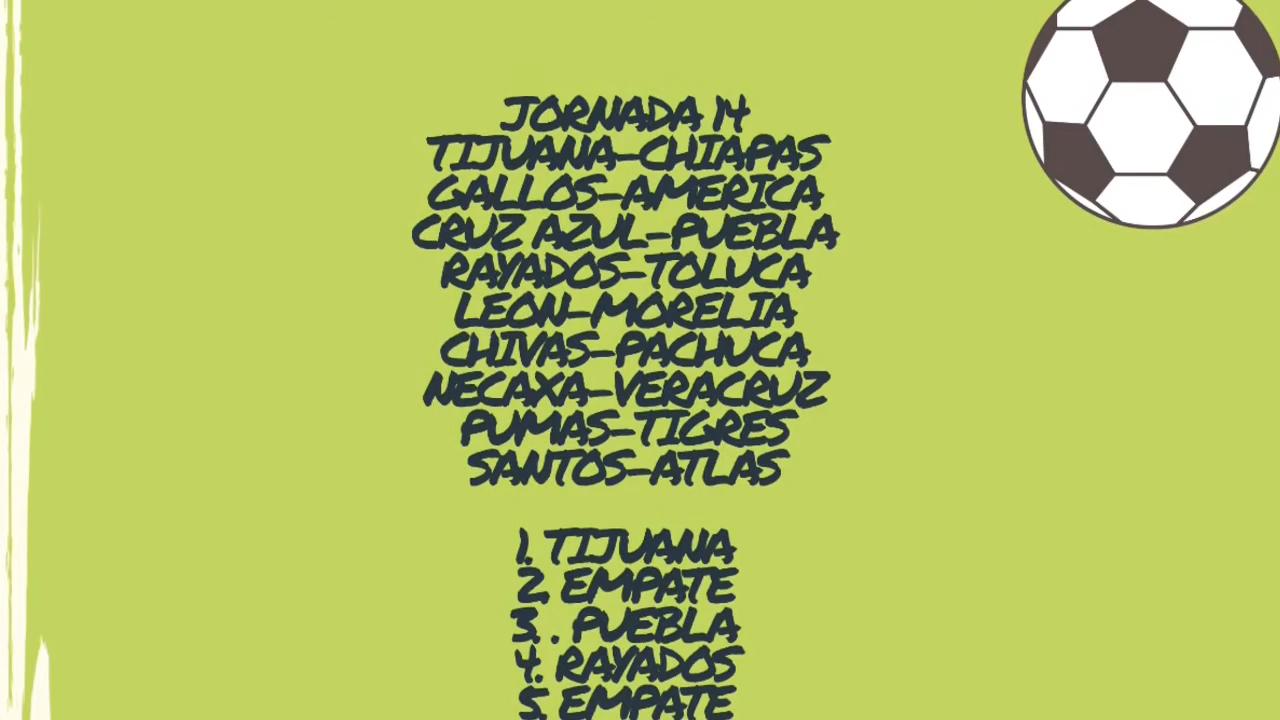 JORNADA 14
TIJUANA-CHIAPAS
GALLOS-AMERICA
CRUZ AZUL-PUEBLA
RAYADOS-TOLUCA
LEON-MORELIA
CHIVAS-PACHUCA
NECAXA-VERACRUZ
PUMAS-TIGRES
SANTOS-ATLAS
1. TIJUANA
2. EMPATE
3. . PUEBLA
4. RAYADOS
5. EMPATE